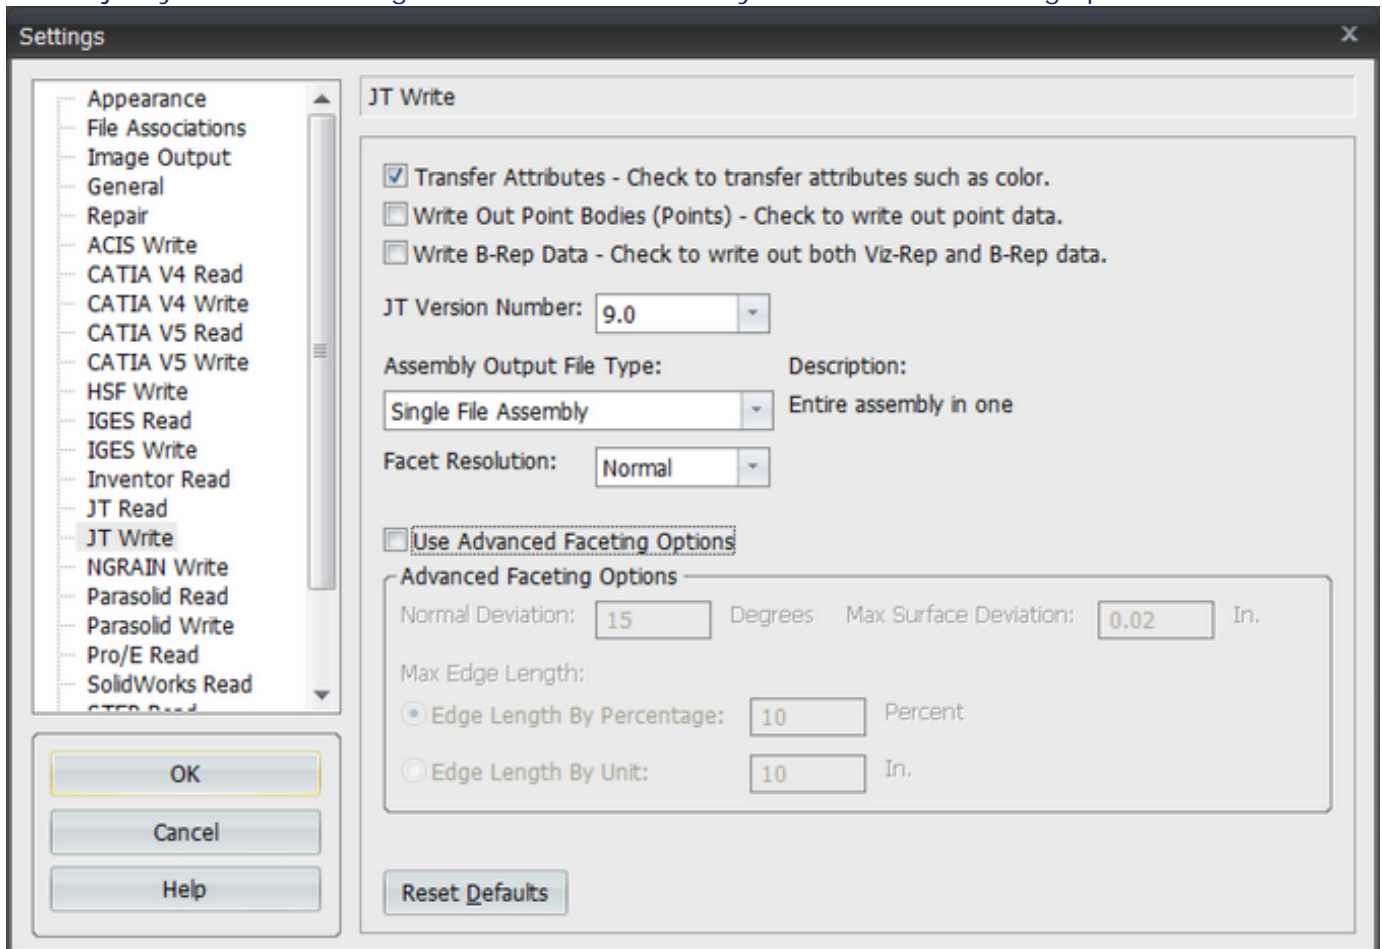 Settings
x
Appearance
File Associations
Image Output
General
Repair
ACIS Write
CATIA V4 Read
CATIA V4 Write
CATIA V5 Read
CATIA V5 Write
HSF Write
IGES Read
IGES Write
Inventor Read
JT Read
JT Write
NGRAIN Write
Parasolid Read
Parasolid Write
Pro/E Read
SolidWorks Read
OK
Cancel
Help
JT Write
Transfer Attributes - Check to transfer attributes such as color.
Write Out Point Bodies (Points) - Check to write out point data.
Write B-Rep Data - Check to write out both Viz-Rep and B-Rep data.
JT Version Number: 9.0
Assembly Output File Type: Description:
Single File Assembly Entire assembly in one
Facet Resolution: Normal
Use Advanced Faceting Options
Advanced Faceting Options
Normal Deviation: 15 Degrees Max Surface Deviation: 0.02 In.
Max Edge Length:
Edge Length By Percentage: 10 Percent
Edge Length By Unit: 10 In.
Reset Defaults